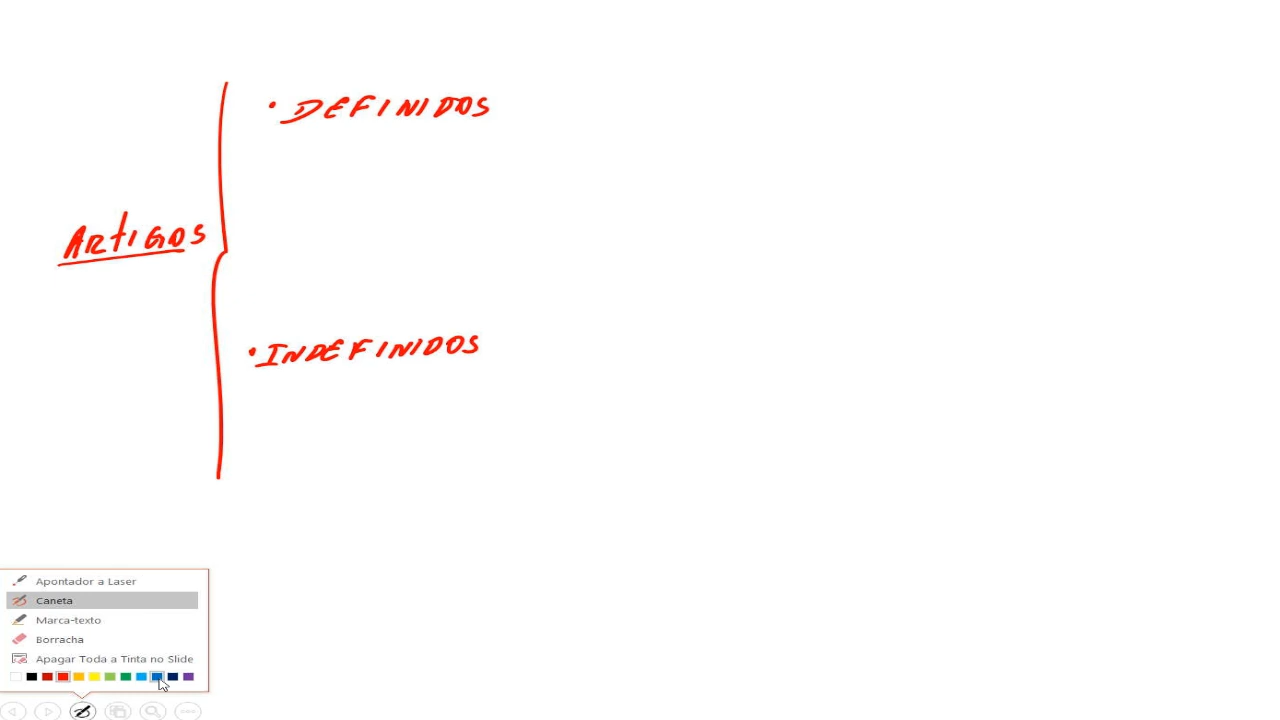 • DEFINIDOS
ARTIGOS
• INDEFINIDOS
Apontador a Laser
Caneta
Marca-texto
Borracha
Apagar Toda a Tinta no Slide